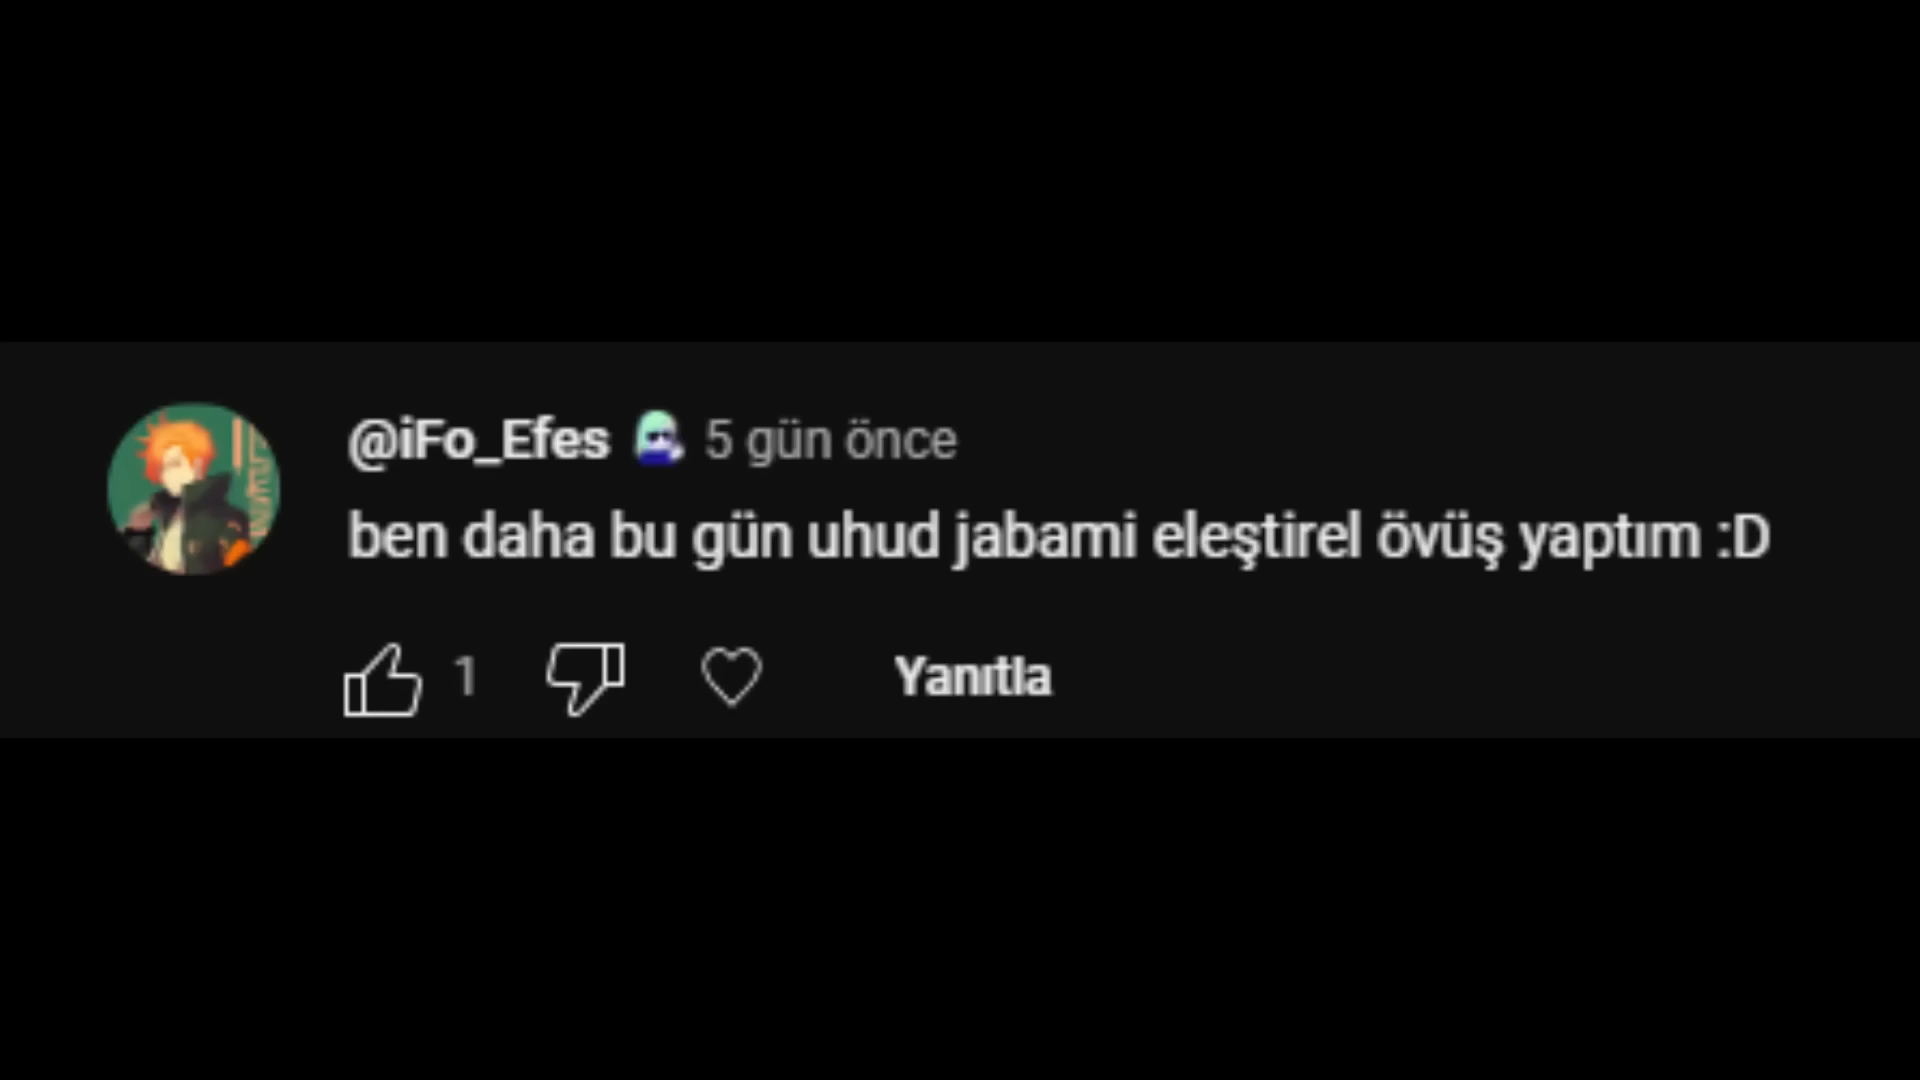 @iFo_Efes 5 gün önce
ben daha bu gün uhud jabami eleştirel övüş yaptım :D
1 Yanıtla